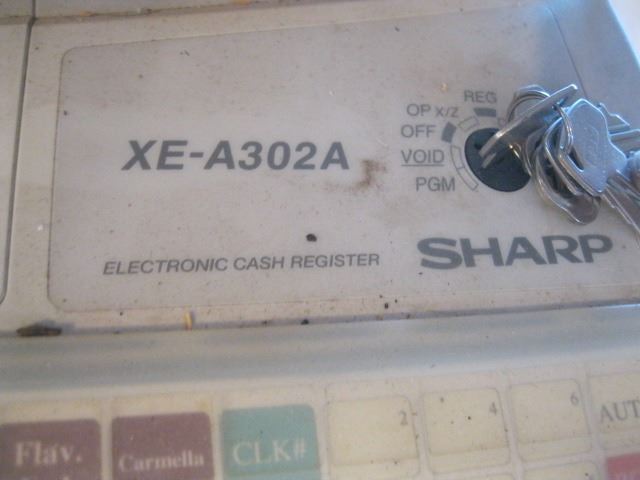 REG
OP X/Z
OFF
VOID
PGM
XE-A302A
SHARP
ELECTRONIC CASH REGISTER
2
4
6
AUT
Flav.
Carmella
CLK#